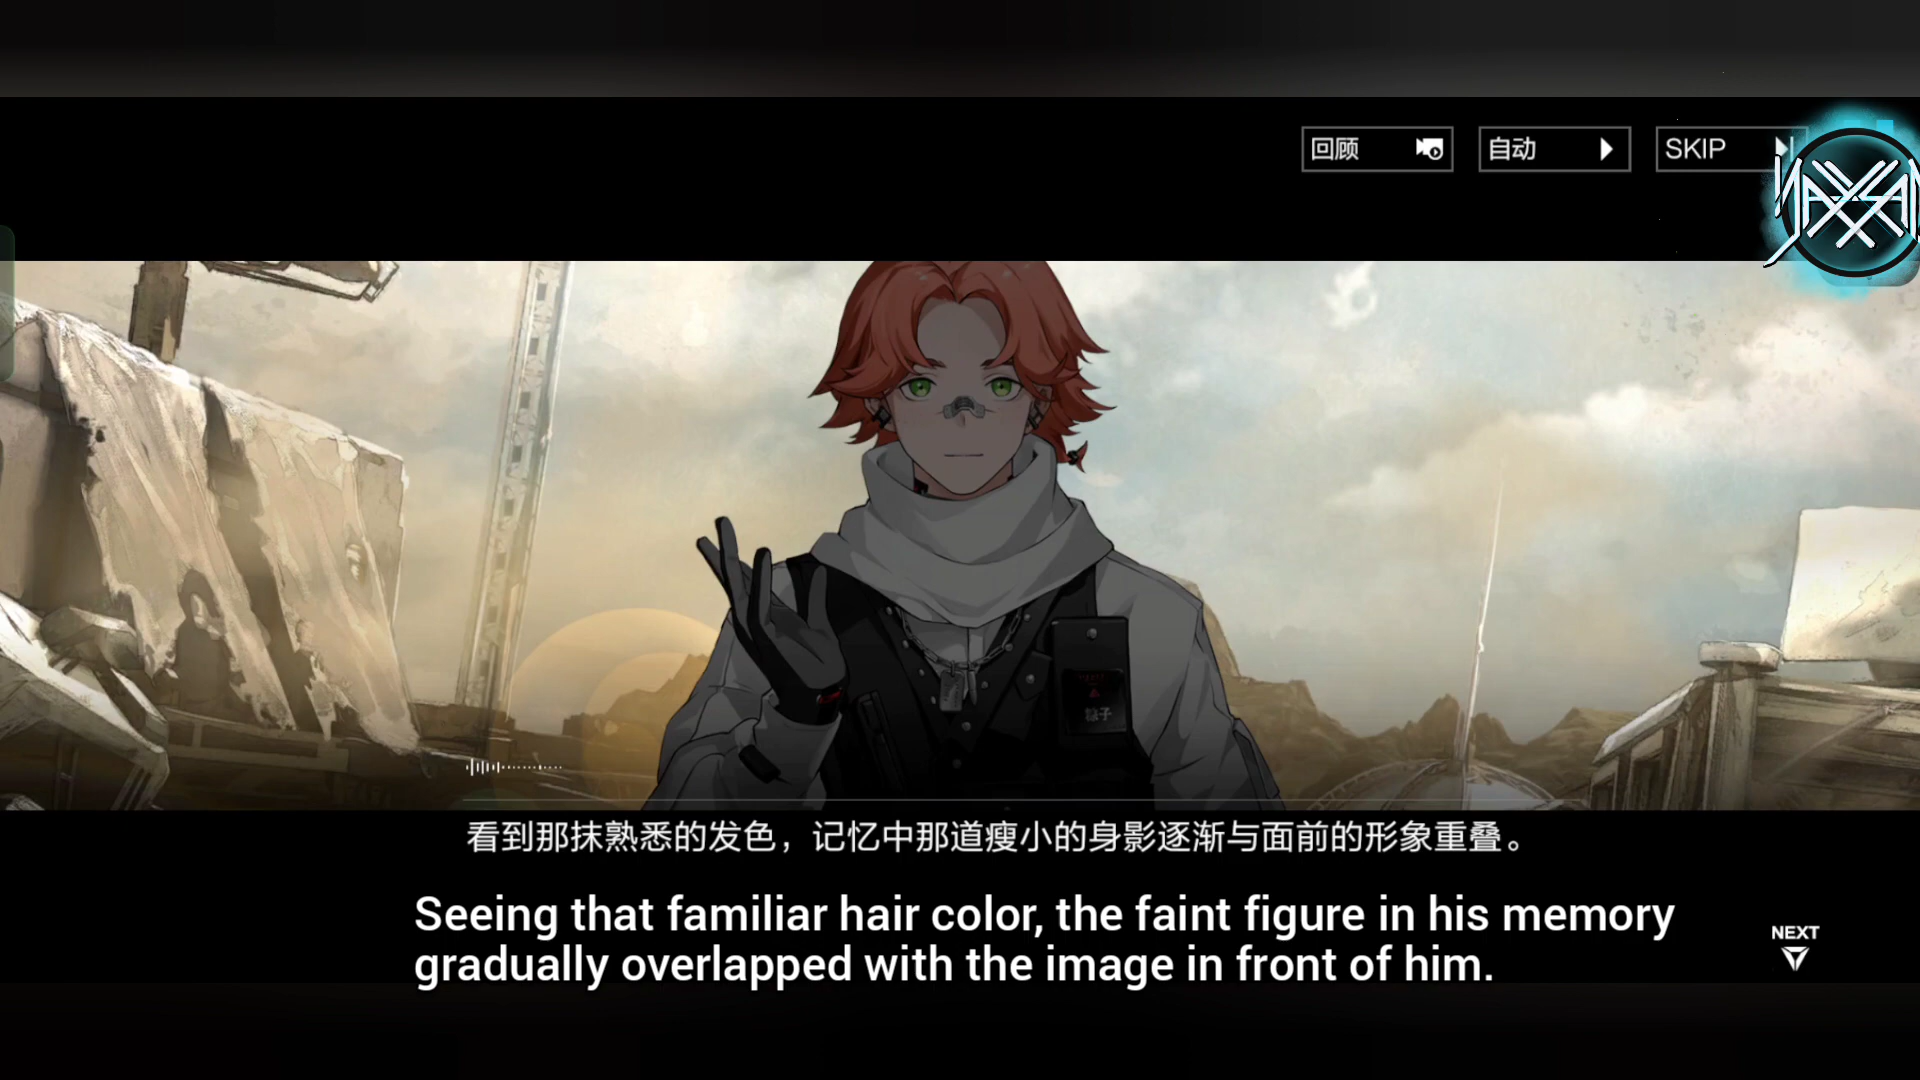 回顾
自动
SKIP
粽子
看到那抹熟悉的发色，记忆中那道瘦小的身影逐渐与面前的形象重叠。
Seeing that familiar hair color, the faint figure in his memory
gradually overlapped with the image in front of him.
NEXT